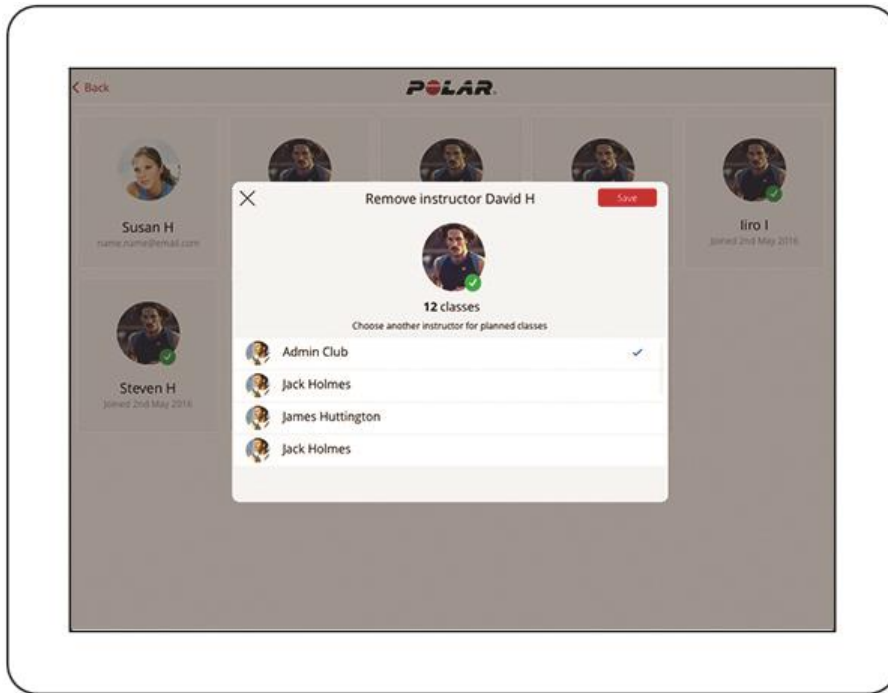 Back
POLAR
Remove instructor David H
Save
Susan H
name.name@email.com
Iiro I
Joined 2nd May 2016
12 classes
Choose another instructor for planned classes
Admin Club
Jack Holmes
James Huttington
Jack Holmes
Steven H
Joined 2nd May 2016